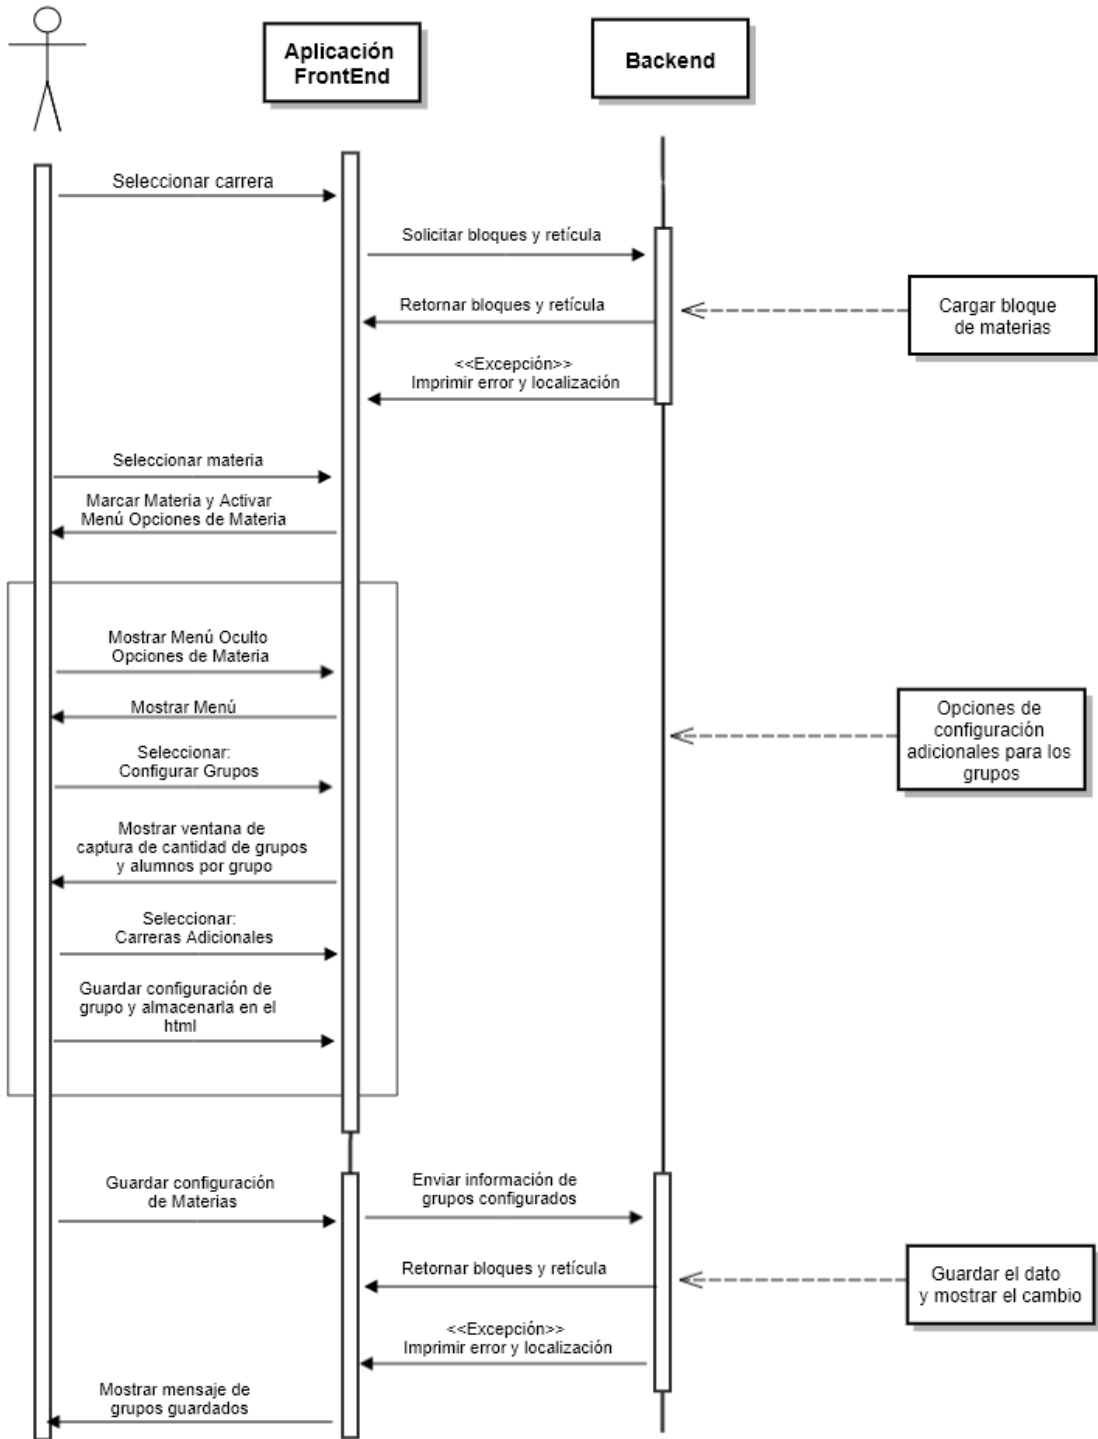 Aplicación
FrontEnd
Backend
Seleccionar carrera
Solicitar bloques y retícula
Retornar bloques y retícula
Cargar bloque
de materias
<<Excepción>>
Imprimir error y localización
Seleccionar materia
Marcar Materia y Activar
Menú Opciones de Materia
Mostrar Menú Oculto
Opciones de Materia
Mostrar Menú
Opciones de
configuración
adicionales para los
grupos
Seleccionar:
Configurar Grupos
Mostrar ventana de
captura de cantidad de grupos
y alumnos por grupo
Seleccionar:
Carreras Adicionales
Guardar configuración de
grupo y almacenarla en el
html
Guardar configuración
de Materias
Enviar información de
grupos configurados
Retornar bloques y retícula
Guardar el dato
y mostrar el cambio
<<Excepción>>
Imprimir error y localización
Mostrar mensaje de
grupos guardados